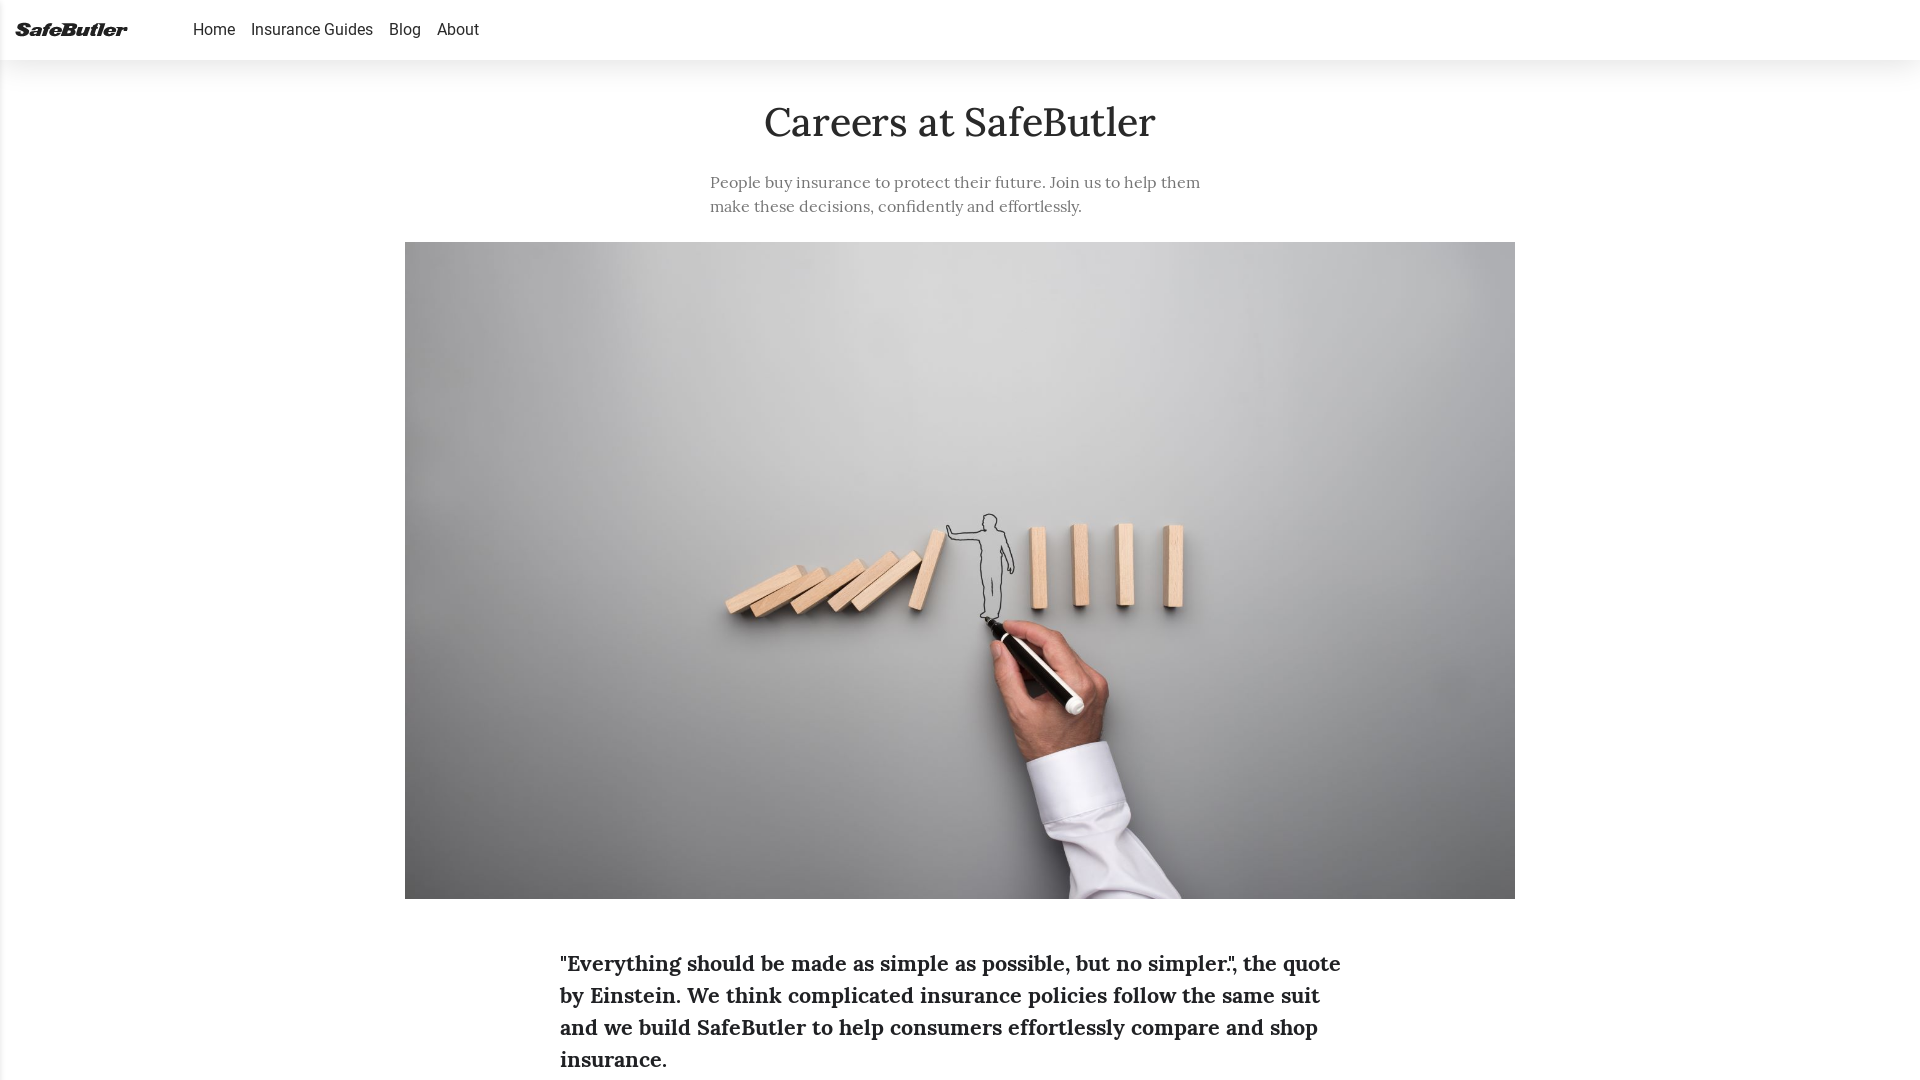 SafeButler
Home Insurance Guides Blog About
Careers at SafeButler
People buy insurance to protect their future. Join us to help them
make these decisions, confidently and effortlessly.
"Everything should be made as simple as possible, but no simpler.", the quote
by Einstein. We think complicated insurance policies follow the same suit
and we build SafeButler to help consumers effortlessly compare and shop
insurance.